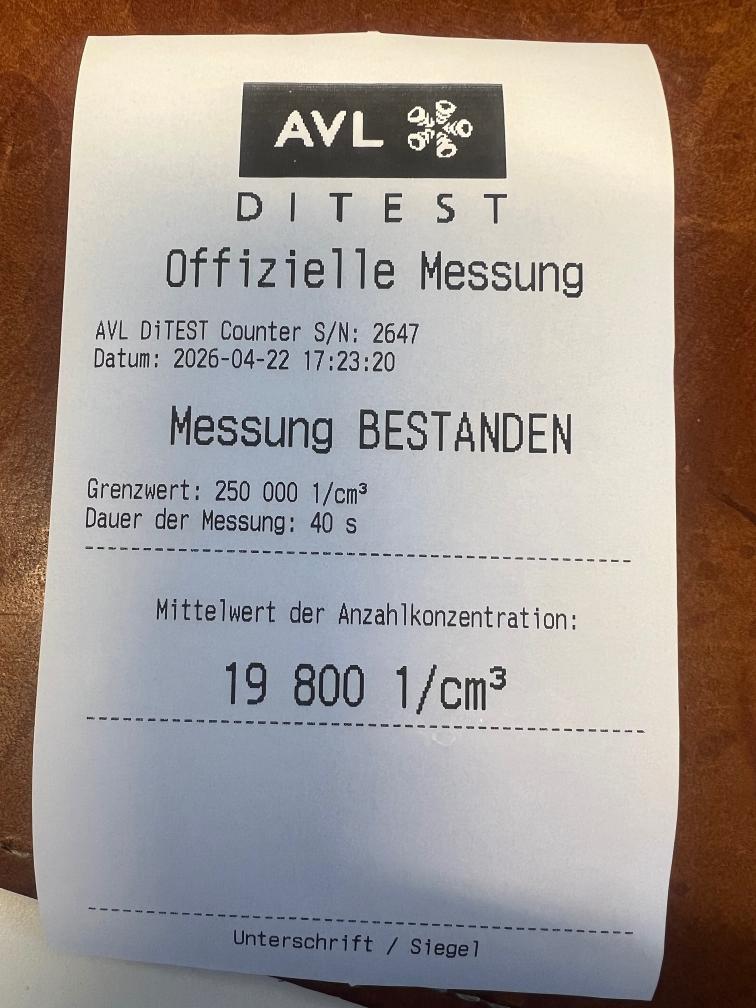 AVL
DITEST
Offizielle Messung
AVL DiTEST Counter S/N: 2647
Datum: 2026-04-22 17:23:20
Messung BESTANDEN
Grenzwert: 250 000 1/cm³
Dauer der Messung: 40 s
Mittelwert der Anzahlkonzentration:
19 800 1/cm³
Unterschrift / Siegel